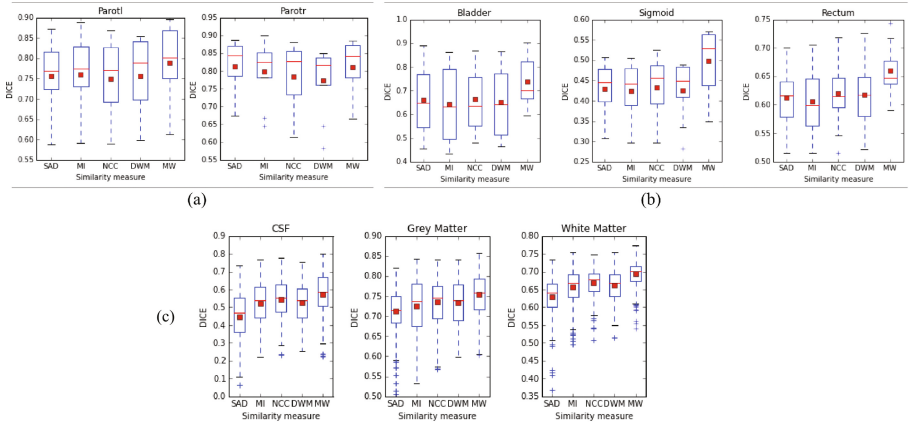 Parotl
DICE
0.90
0.85
0.80
0.75
0.70
0.65
0.60
0.55
SAD MI NCC DWM MW
Similarity measure
Parotr
0.90
0.85
0.80
0.75
0.70
0.65
0.60
0.55
SAD MI NCC DWM MW
Similarity measure
(a)
Bladder
DICE
1.0
0.9
0.8
0.7
0.6
0.5
0.4
SAD MI NCC DWM MW
Similarity measure
Sigmoid
DICE
0.60
0.55
0.50
0.45
0.40
0.35
0.30
0.25
SAD MI NCC DWM MW
Similarity measure
Rectum
DICE
0.75
0.70
0.65
0.60
0.55
0.50
SAD MI NCC DWM MW
Similarity measure
(b)
(c)
CSF
DICE
0.9
0.8
0.7
0.6
0.5
0.4
0.3
0.2
0.1
0.0
SAD MI NCC DWM MW
Similarity measure
Grey Matter
DICE
0.90
0.85
0.80
0.75
0.70
0.65
0.60
0.55
0.50
SAD MI NCC DWM MW
Similarity measure
White Matter
DICE
0.80
0.75
0.70
0.65
0.60
0.55
0.50
0.45
0.40
0.35
SAD MI NCC DWM MW
Similarity measure